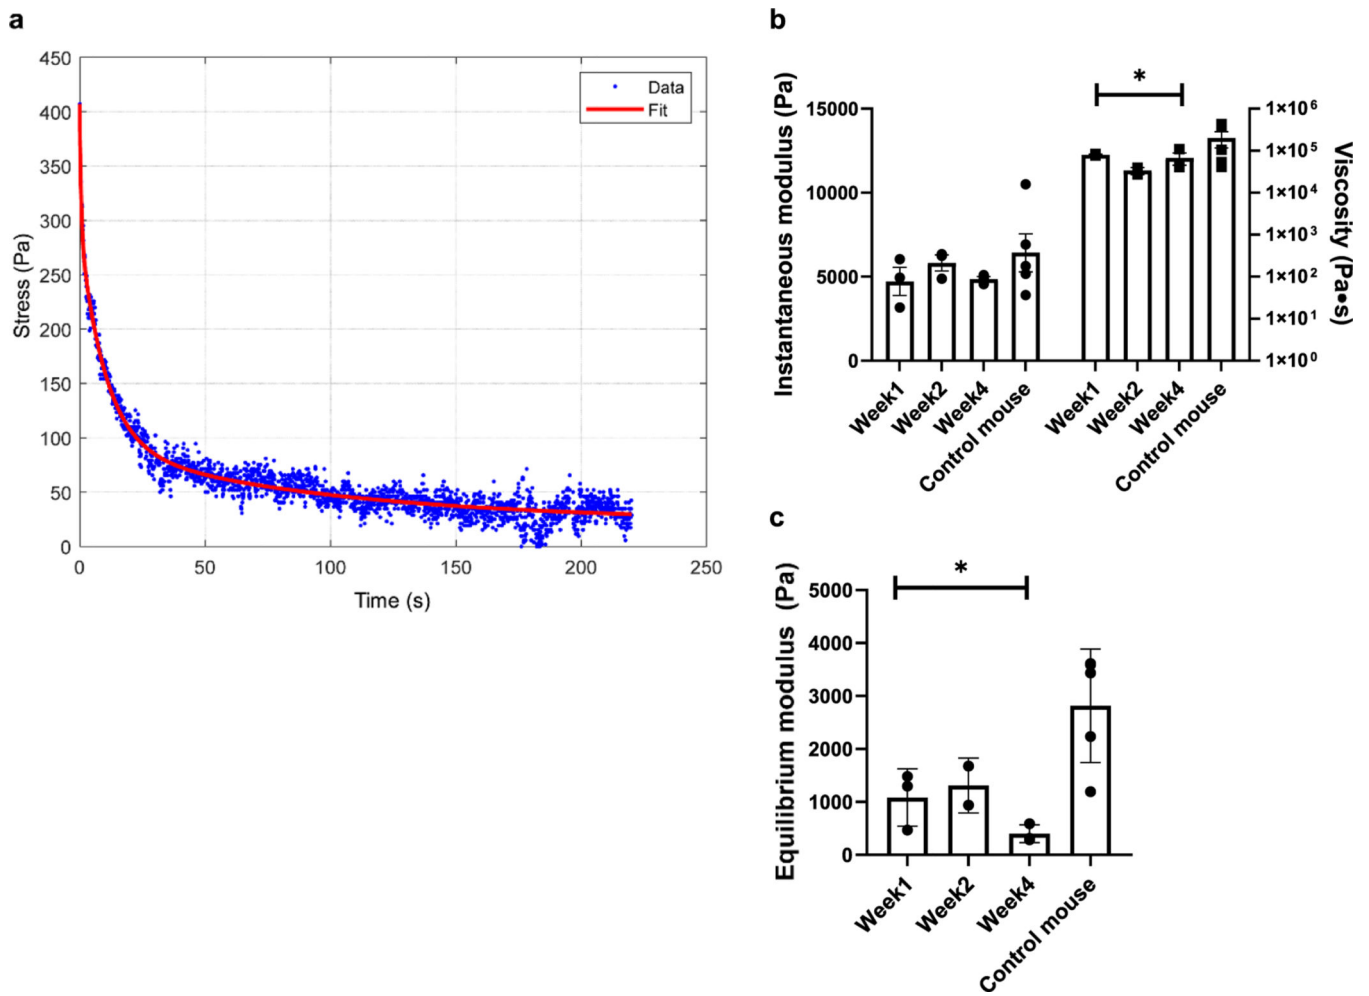 a
450
400
350
300
250
200
150
100
50
0
Stress (Pa)
0 50 100 150 200 250
Time (s)
Data
Fit
b
*
15000
10000
5000
0
Instantaneous modulus (Pa)
1×10⁶
1×10⁵
1×10⁴
1×10³
1×10²
1×10¹
1×10⁰
Viscosity (Pa•s)
Week1
Week2
Week4
Control mouse
Week1
Week2
Week4
Control mouse
c
*
5000
4000
3000
2000
1000
0
Equilibrium modulus (Pa)
Week1
Week2
Week4
Control mouse